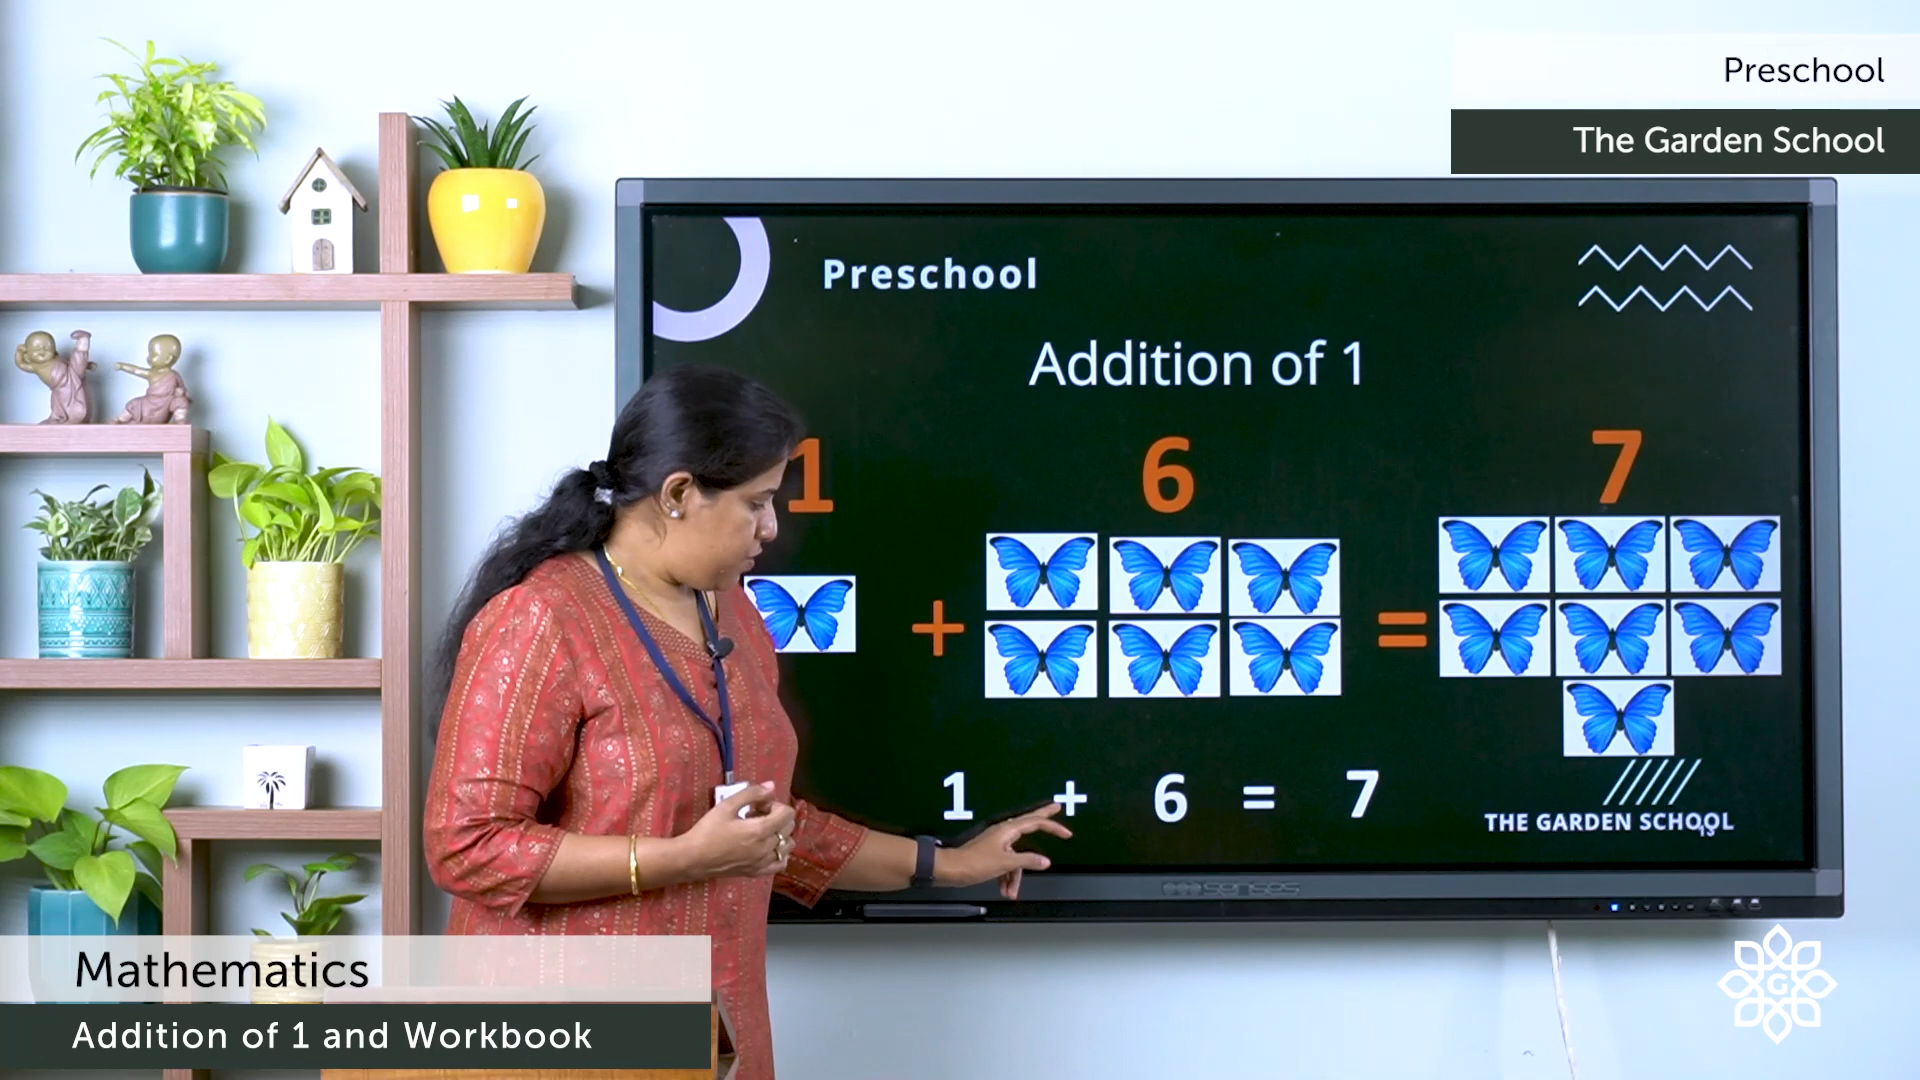 Preschool
The Garden School
Preschool
Addition of 1
1 6 7
+ =
1 + 6 = 7
THE GARDEN SCHOOL
Mathematics
Addition of 1 and Workbook
G